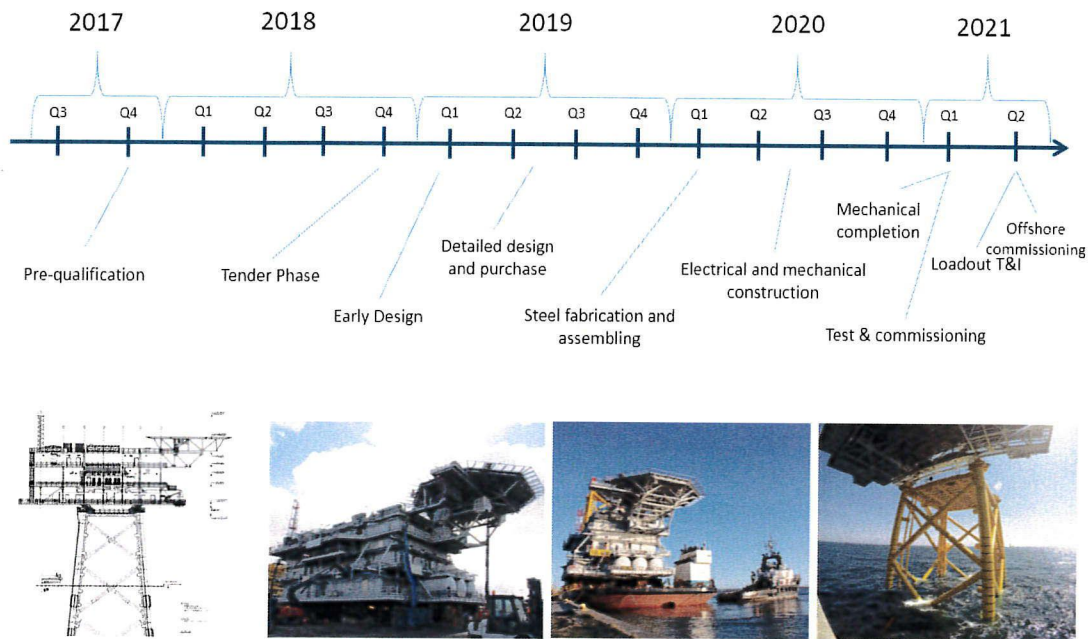 2017
2018
2019
2020
2021
Q3
Q4
Q1
Q2
Q3
Q4
Q1
Q2
Q3
Q4
Q1
Q2
Q3
Q4
Q1
Q2
Pre-qualification
Tender Phase
Early Design
Detailed design
and purchase
Steel fabrication and
assembling
Electrical and mechanical
construction
Mechanical
completion
Test & commissioning
Loadout T&I
Offshore
commissioning